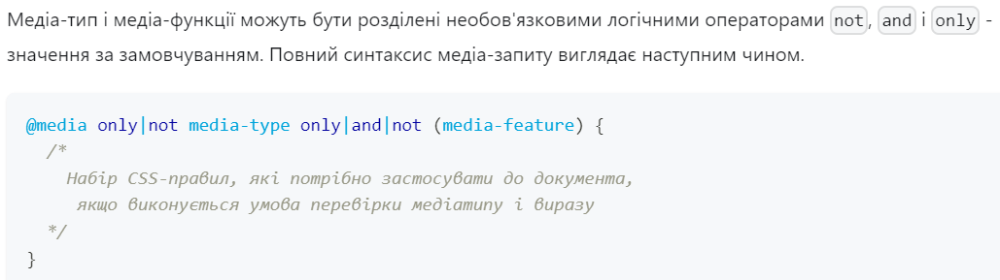 Медіа-тип і медіа-функції можуть бути розділені необов'язковими логічними операторами not, and і only -
значення за замовчуванням. Повний синтаксис медіа-запиту виглядає наступним чином.
@media only|not media-type only|and|not (media-feature) {
/*
Набір CSS-правил, які потрібно застосувати до документа,
якщо виконується умова перевірки медіатипу і виразу
*/
}